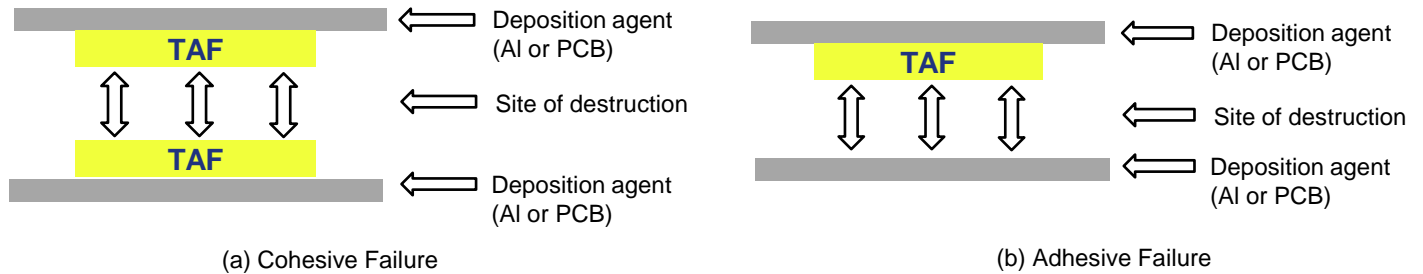 Deposition agent
(Al or PCB)
TAF
Site of destruction
TAF
Deposition agent
(Al or PCB)
(a) Cohesive Failure
Deposition agent
(Al or PCB)
TAF
Site of destruction
Deposition agent
(Al or PCB)
(b) Adhesive Failure